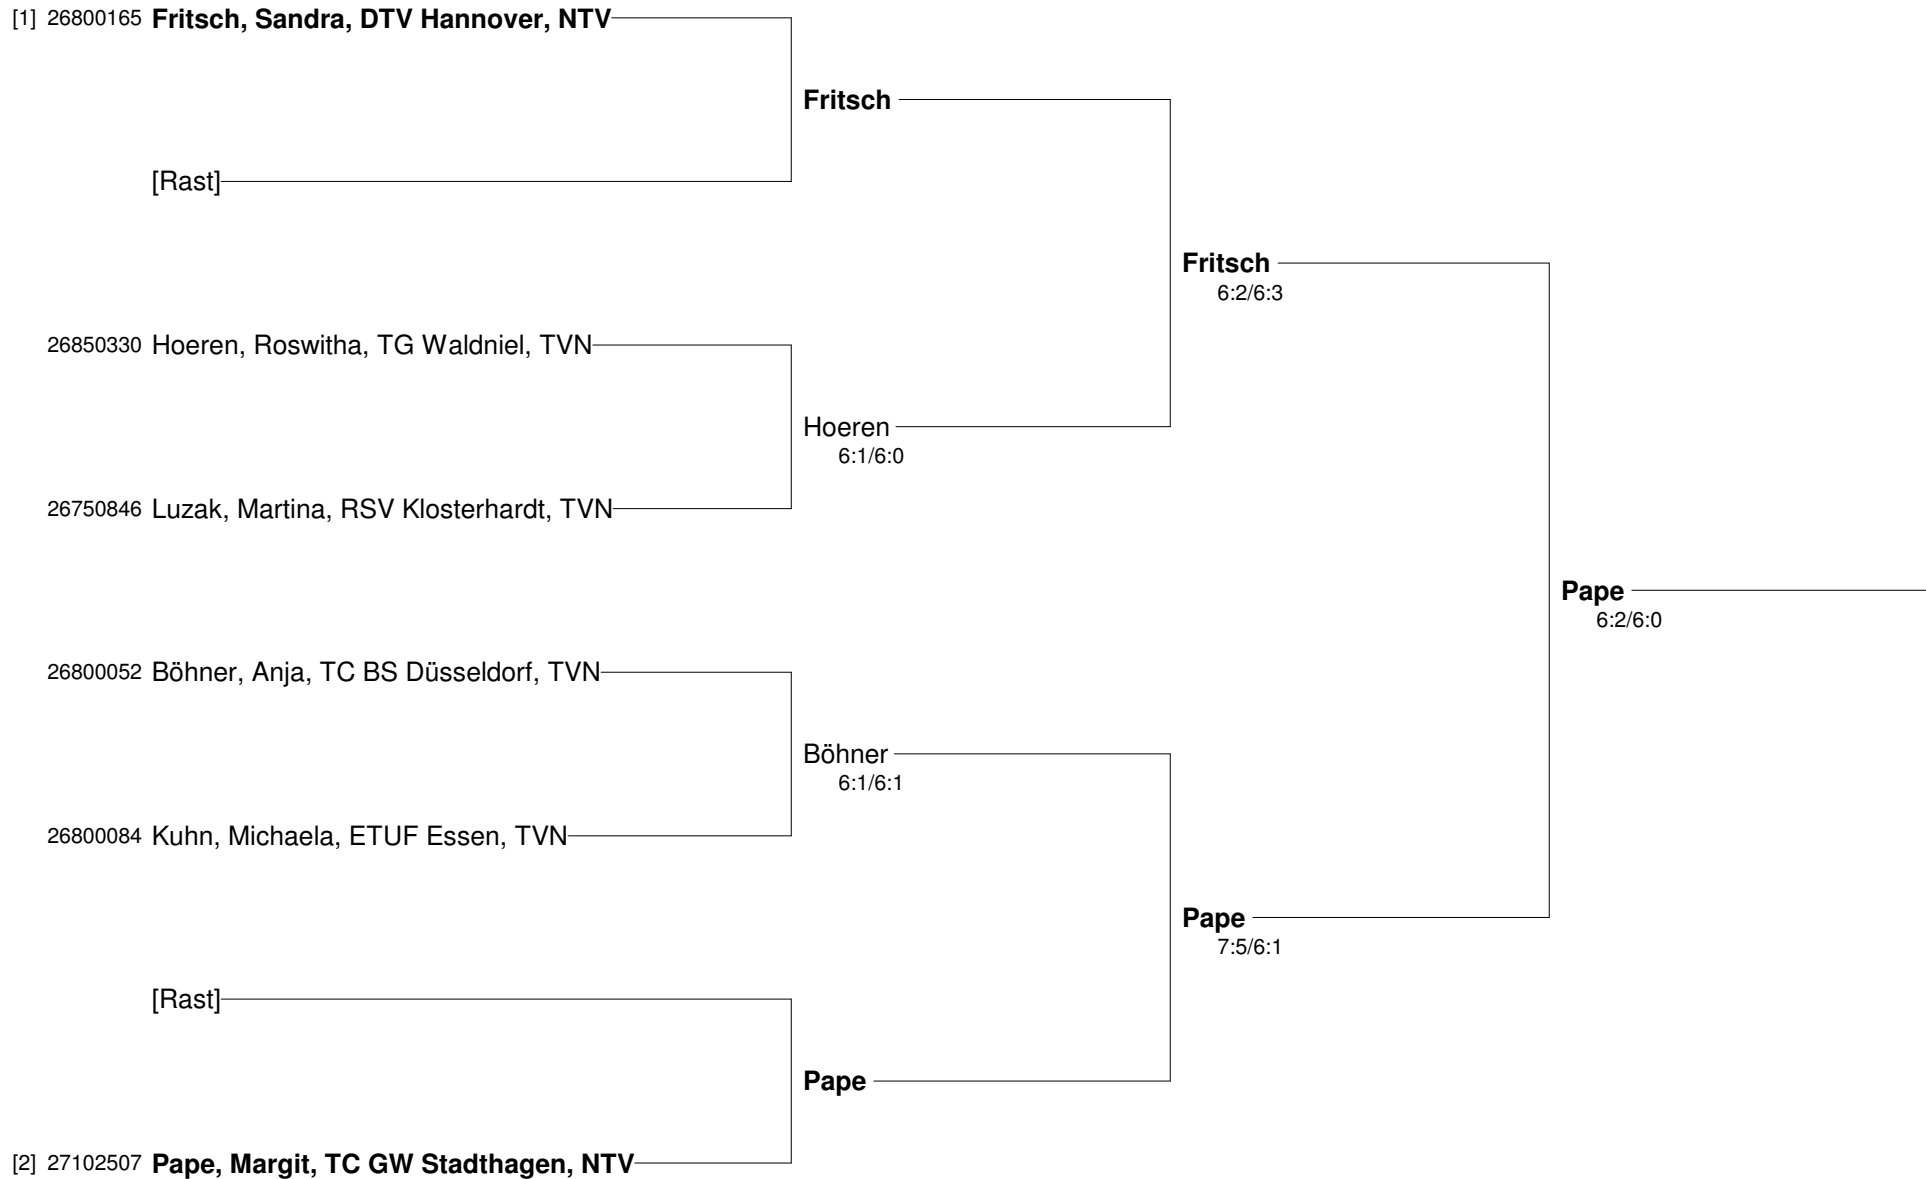 [1] 26800165 Fritsch, Sandra, DTV Hannover, NTV
Fritsch
[Rast]
Fritsch
6:2/6:3
26850330 Hoeren, Roswitha, TG Waldniel, TVN
Hoeren
6:1/6:0
26750846 Luzak, Martina, RSV Klosterhardt, TVN
Pape
6:2/6:0
26800052 Böhner, Anja, TC BS Düsseldorf, TVN
Böhner
6:1/6:1
26800084 Kuhn, Michaela, ETUF Essen, TVN
Pape
7:5/6:1
[Rast]
Pape
[2] 27102507 Pape, Margit, TC GW Stadthagen, NTV